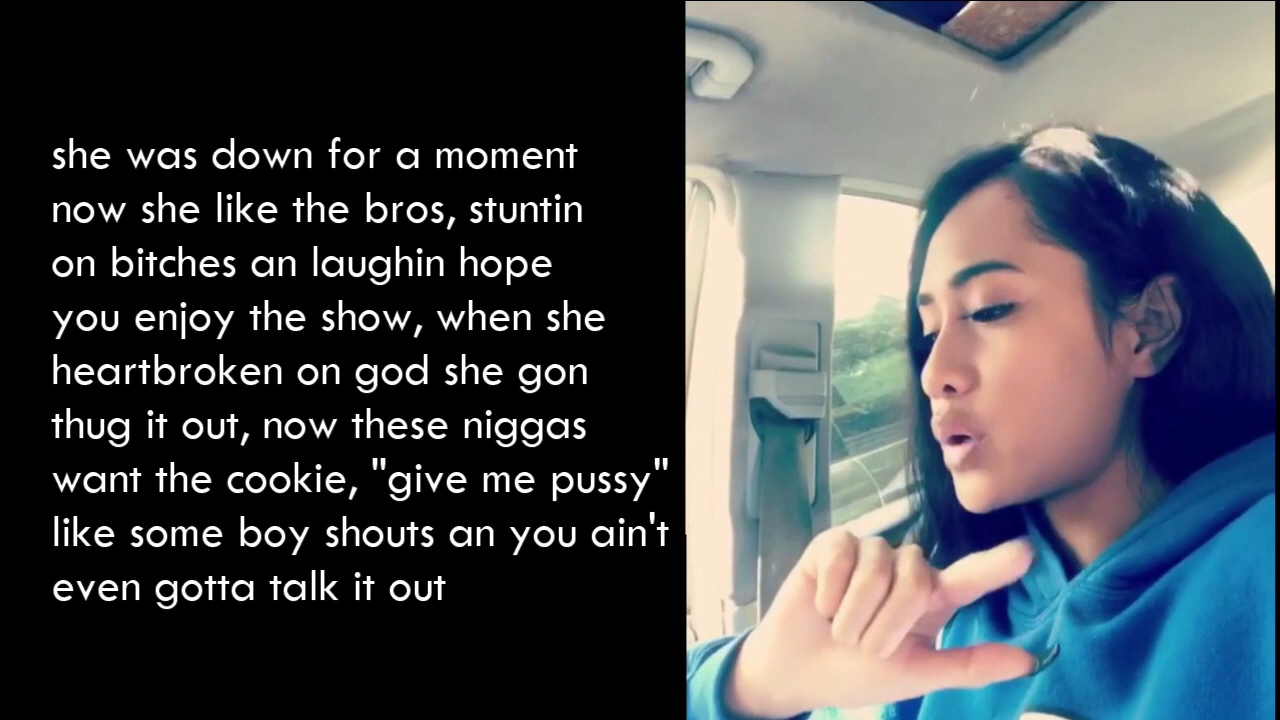 she was down for a moment
now she like the bros, stuntin
on bitches an laughin hope
you enjoy the show, when she
heartbroken on god she gon
thug it out, now these niggas
want the cookie, "give me pussy"
like some boy shouts an you ain't
even gotta talk it out